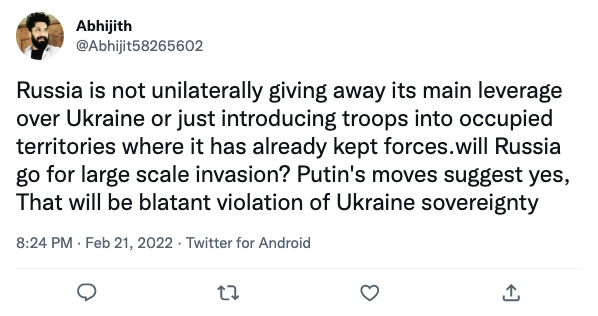 Abhijith
@Abhijit58265602
Russia is not unilaterally giving away its main leverage
over Ukraine or just introducing troops into occupied
territories where it has already kept forces.will Russia
go for large scale invasion? Putin's moves suggest yes,
That will be blatant violation of Ukraine sovereignty
8:24 PM · Feb 21, 2022 · Twitter for Android